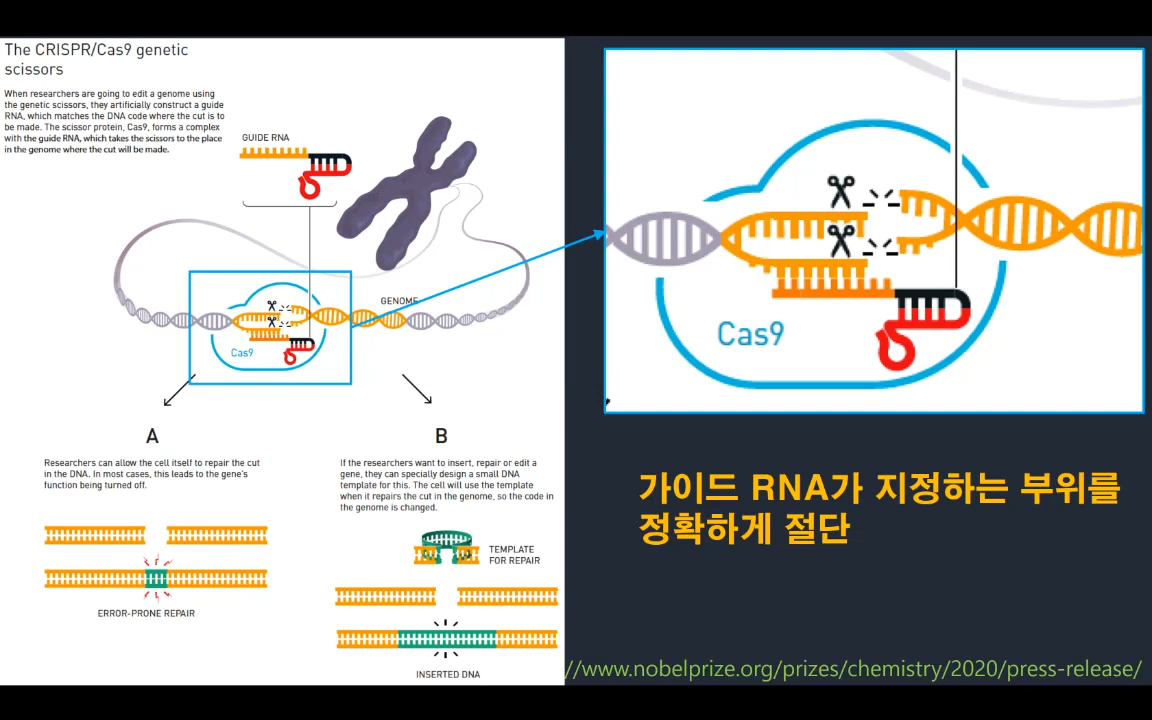 The CRISPR/Cas9 genetic
scissors
When researchers are going to edit a genome using
the genetic scissors, they artificially construct a guide
RNA, which matches the DNA code where the cut is to
be made. The scissor protein, Cas9, forms a complex
with the guide RNA, which takes the scissors to the place
in the genome where the cut will be made.
GUIDE RNA
GENOME
Cas9
A
Researchers can allow the cell itself to repair the cut
in the DNA. In most cases, this leads to the gene's
function being turned off.
ERROR-PRONE REPAIR
B
If the researchers want to insert, repair or edit a
gene, they can specially design a small DNA
template for this. The cell will use the template
when it repairs the cut in the genome, so the code in
the genome is changed.
TEMPLATE
FOR REPAIR
INSERTED DNA
Cas9
가이드 RNA가 지정하는 부위를
정확하게 절단
//www.nobelprize.org/prizes/chemistry/2020/press-release/